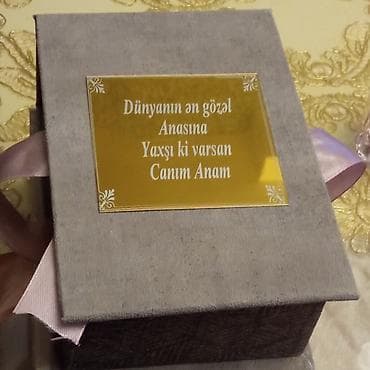 Dünyanın ən gözəl
Anasına
Yaxşı ki varsan
Canım Anam